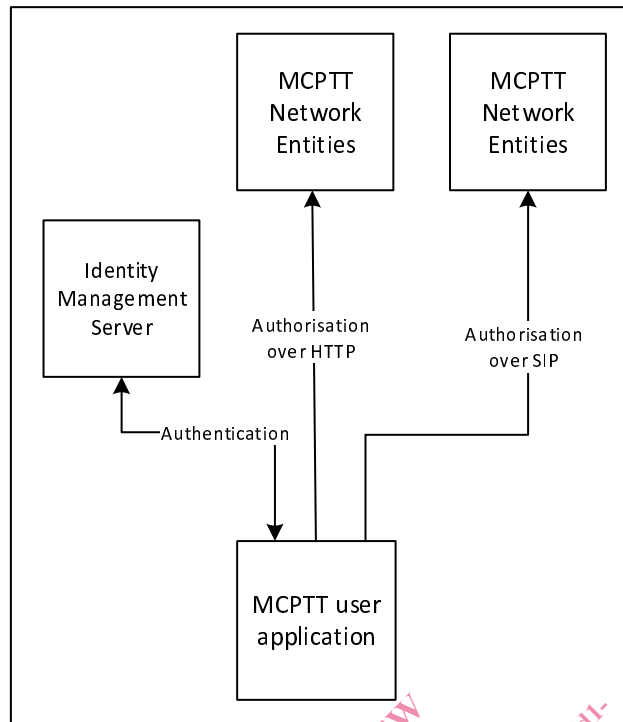 MCPTT
Network
Entities
MCPTT
Network
Entities
Identity
Management
Server
Authorisation
over HTTP
Authorisation
over SIP
Authentication
MCPTT user
application